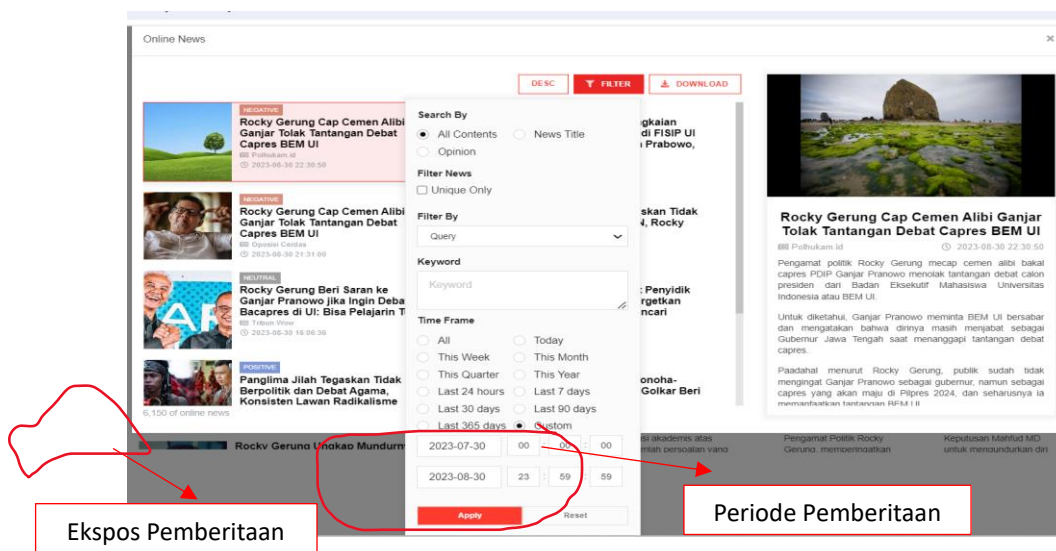 Online News
×
DESC
FILTER
DOWNLOAD
NEGATIVE
Rocky Gerung Cap Cemen Alibi
Ganjar Tolak Tantangan Debat
Capres BEM UI
Polhukam.id
2023-08-30 22:30:50
NEGATIVE
Rocky Gerung Cap Cemen Alibi
Ganjar Tolak Tantangan Debat
Capres BEM UI
Oposisi Cerdas
2023-08-30 21:31:00
NEUTRAL
Rocky Gerung Beri Saran ke
Ganjar Pranowo jika Ingin Deba
Bacapres di UI: Bisa Pelajarin T
Tribun Wow
2023-08-30 16:06:36
POSITIVE
Panglima Jilah Tegaskan Tidak
Berpolitik dan Debat Agama,
Konsisten Lawan Radikalisme
6,150 of online news
Rocky Gerung Ungkap Mundurn
Search By
All Contents
News Title
Opinion
Filter News
Unique Only
Filter By
Query
Keyword
Keyword
Time Frame
All
Today
This Week
This Month
This Quarter
This Year
Last 24 hours
Last 7 days
Last 30 days
Last 90 days
Last 365 days
Custom
2023-07-30 00 : 00 : 00
2023-08-30 23 : 59 : 59
Apply
Reset
gkaian
di FISIP UI
Prabowo,
skan Tidak
, Rocky
: Penyidik
rgetkan
ncari
onoha-
Golkar Beri
si akademis atas
mlah persoalan yang
Rocky Gerung Cap Cemen Alibi Ganjar
Tolak Tantangan Debat Capres BEM UI
Polhukam.id
2023-08-30 22:30:50
Pengamat politik Rocky Gerung mecap cemen alibi bakal
capres PDIP Ganjar Pranowo menolak tantangan debat calon
presiden dari Badan Eksekutif Mahasiswa Universitas
Indonesia atau BEM UI.
Untuk diketahui, Ganjar Pranowo meminta BEM UI bersabar
dan mengatakan bahwa dirinya masih menjabat sebagai
Gubernur Jawa Tengah saat menanggapi tantangan debat
capres.
Paadahal menurut Rocky Gerung, publik sudah tidak
mengingat Ganjar Pranowo sebagai gubernur, namun sebagai
capres yang akan maju di Pilpres 2024, dan seharusnya ia
memanfaatkan tantangan BEM UI
Pengamat Politik Rocky
Gerung, memperingatkan
Keputusan Mahfud MD
untuk mengundurkan diri
Ekspos Pemberitaan
Periode Pemberitaan